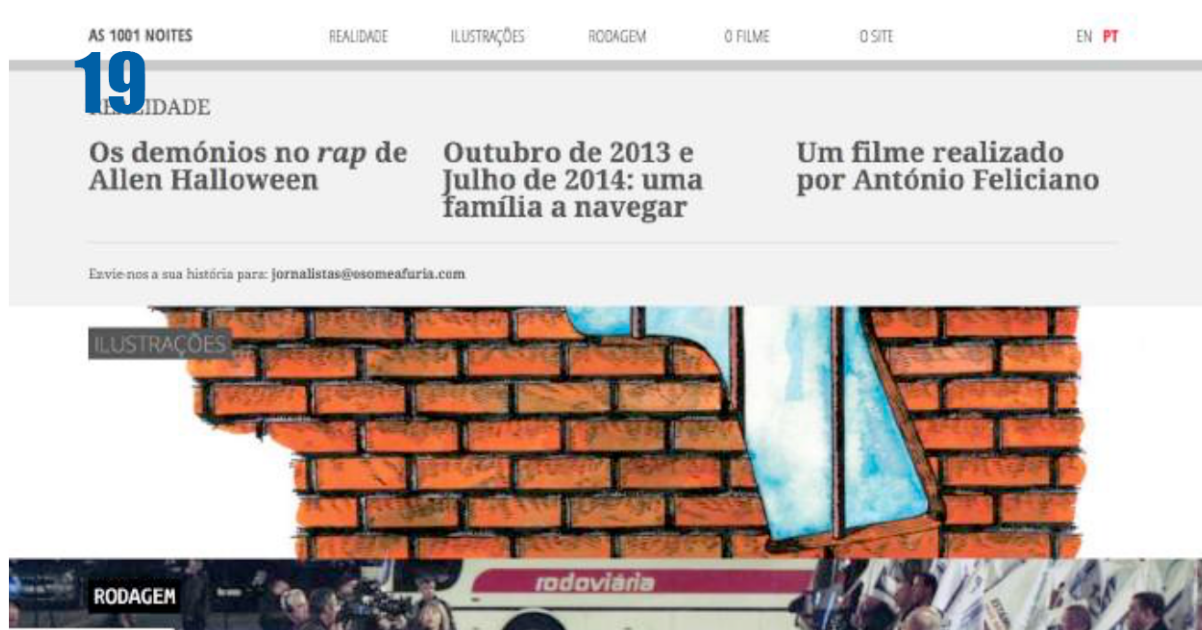 AS 1001 NOITES REALIDADE ILUSTRAÇÕES RODAGEM O FILME O SITE EN PT
19
REALIDADE
Os demónios no rap de
Allen Halloween
Outubro de 2013 e
Julho de 2014: uma
família a navegar
Um filme realizado
por António Feliciano
Envie-nos a sua história para: jornalistas@osomeafuria.com
ILUSTRAÇÕES
rodoviária
RODAGEM